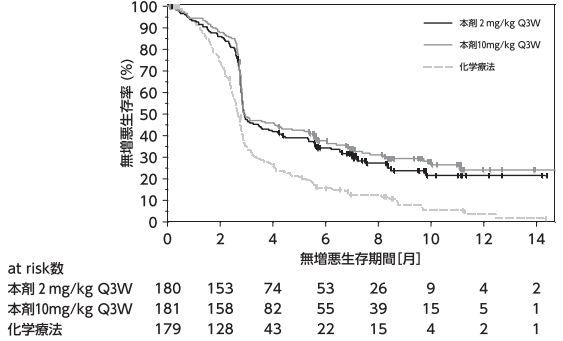 100
90
80
70
60
50
40
30
20
10
0
無増悪生存率 (%)
本剤 2 mg/kg Q3W
本剤10mg/kg Q3W
化学療法
0 2 4 6 8 10 12 14
無増悪生存期間[月]
at risk数
本剤 2 mg/kg Q3W 180 153 74 53 26 9 4 2
本剤10mg/kg Q3W 181 158 82 55 39 15 5 1
化学療法 179 128 43 22 15 4 2 1